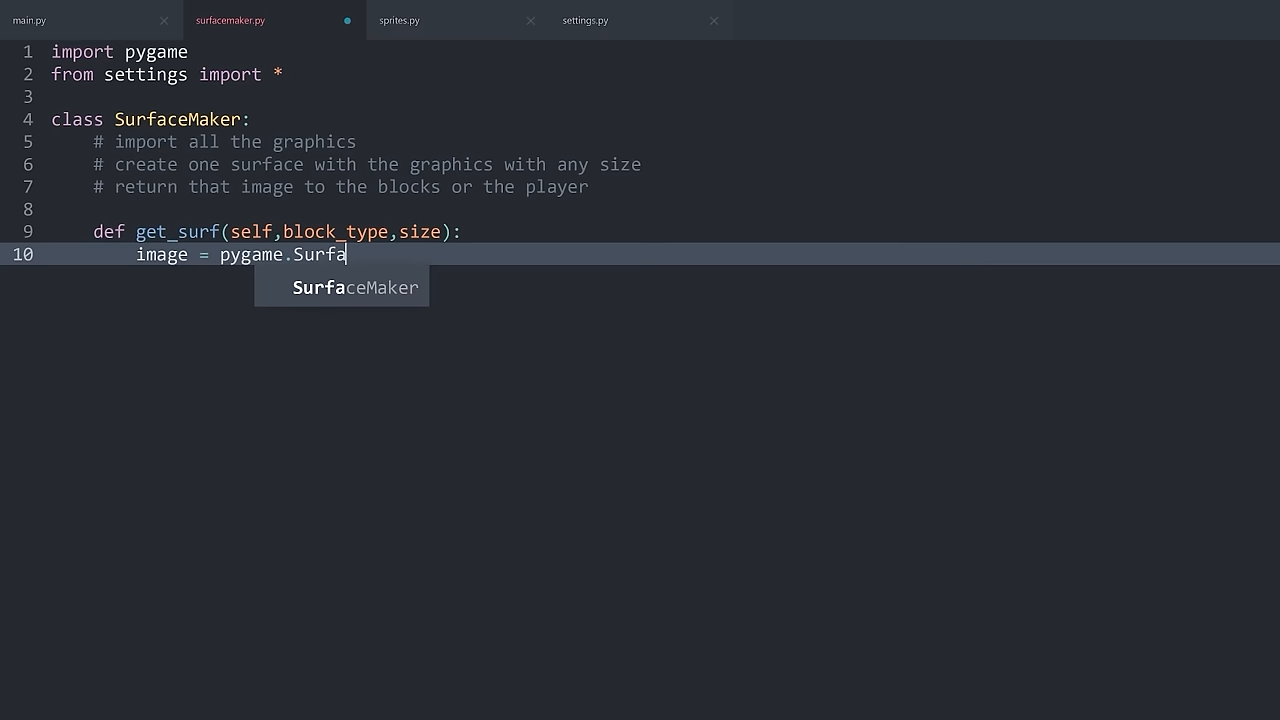 main.py
surfacemaker.py
sprites.py
settings.py
1 import pygame
2 from settings import *
3
4 class SurfaceMaker:
5 # import all the graphics
6 # create one surface with the graphics with any size
7 # return that image to the blocks or the player
8
9 def get_surf(self,block_type,size):
10 image = pygame.Surfa
SurfaceMaker